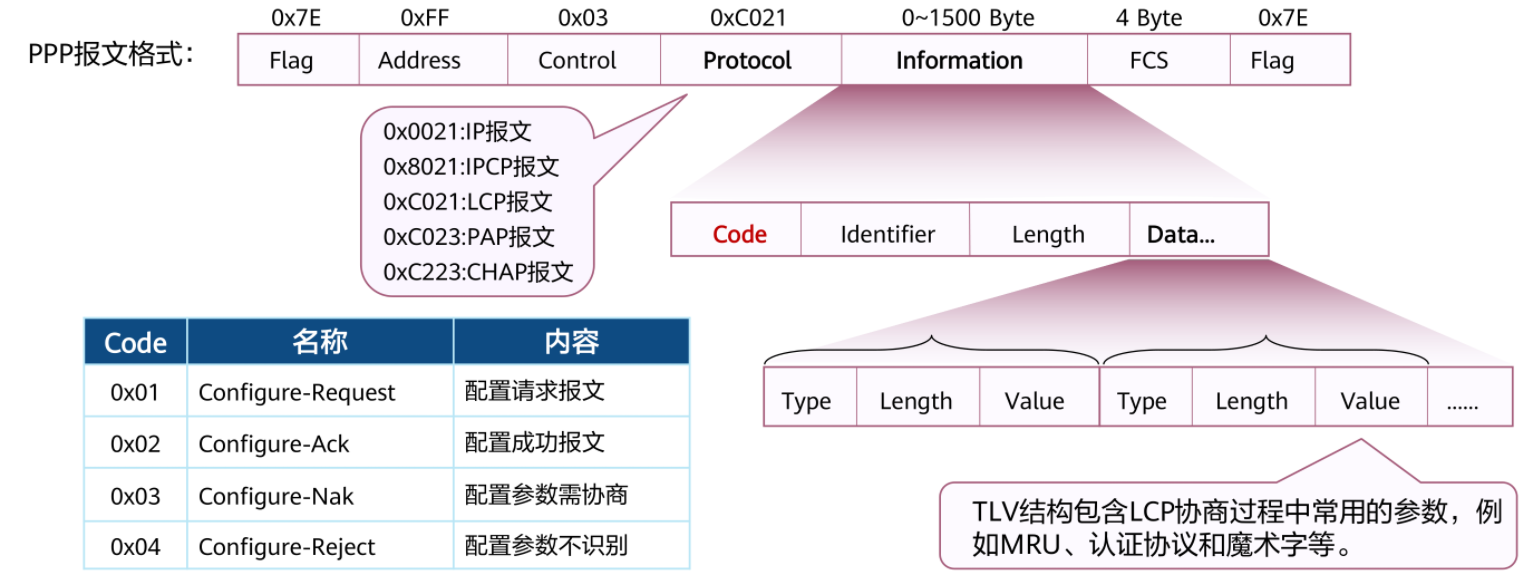 0x7E 0xFF 0x03 0xC021 0~1500 Byte 4 Byte 0x7E
PPP报文格式: Flag Address Control Protocol Information FCS Flag
0x0021:IP报文
0x8021:IPCP报文
0xC021:LCP报文
0xC023:PAP报文
0xC223:CHAP报文
Code Identifier Length Data...
Type Length Value Type Length Value ......
TLV结构包含LCP协商过程中常用的参数，例
如MRU、认证协议和魔术字等。
Code 名称 内容
0x01 Configure-Request 配置请求报文
0x02 Configure-Ack 配置成功报文
0x03 Configure-Nak 配置参数需协商
0x04 Configure-Reject 配置参数不识别